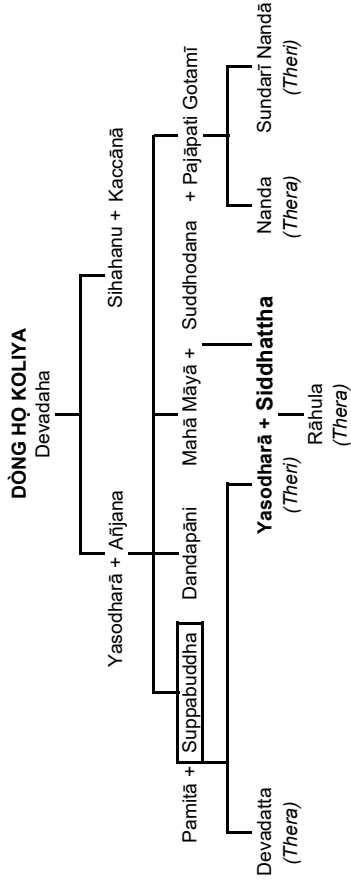 DÒNG HỌ KOLIYA
Devadaha
Yasodharā + Añjana
Sihahanu + Kaccānā
Pamitā + Suppabuddha
Dandapāni
Mahā Māyā + Suddhodana + Pajāpati Gotamī
Devadatta
(Thera)
Yasodharā + Siddhattha
(Theri)
Nanda
(Thera)
Sundarī Nandā
(Theri)
Rāhula
(Thera)